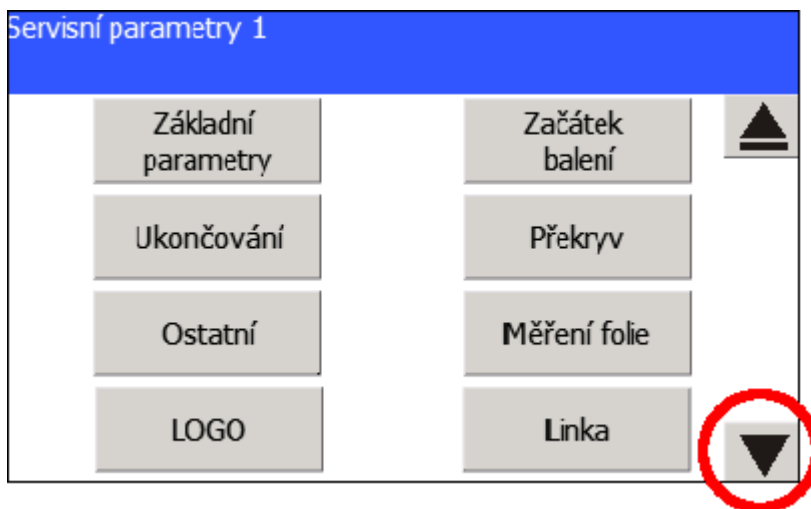 Servisní parametry 1
Základní
parametry
Začátek
balení
Ukončování
Překryv
Ostatní
Měření folie
LOGO
Linka